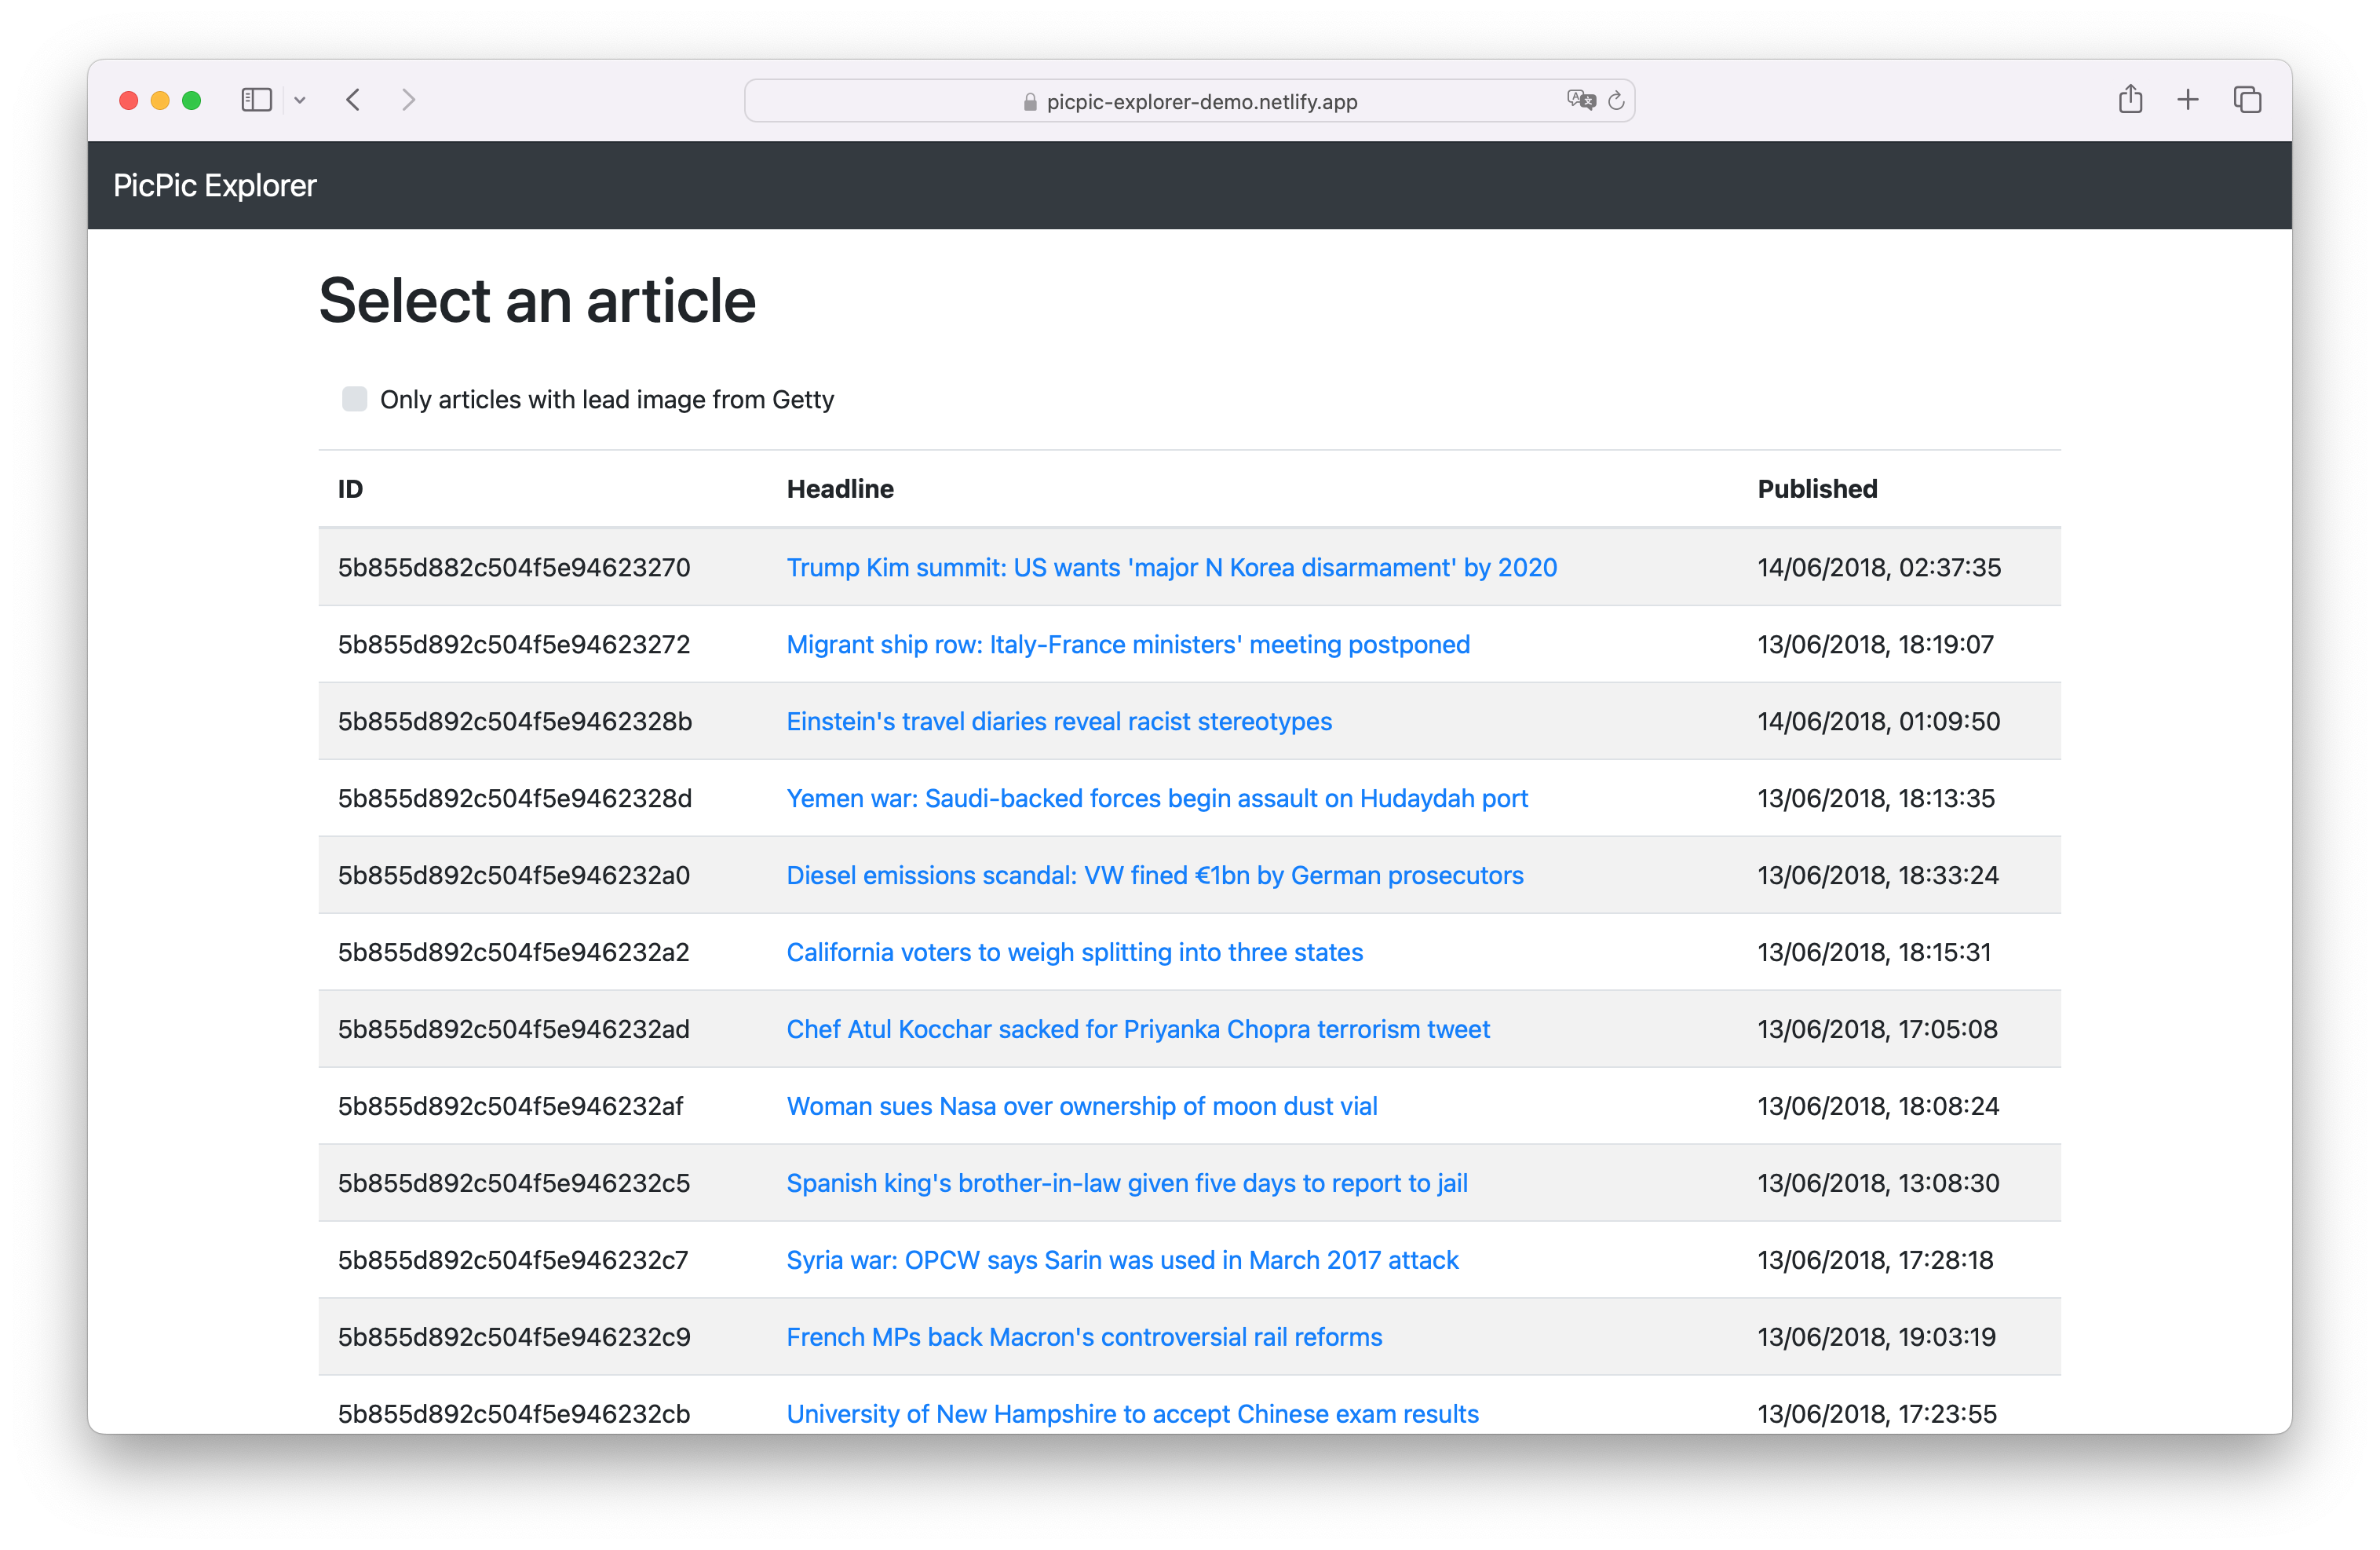 picpic-explorer-demo.netlify.app
PicPic Explorer
Select an article
Only articles with lead image from Getty
ID Headline Published
5b855d882c504f5e94623270 Trump Kim summit: US wants 'major N Korea disarmament' by 2020 14/06/2018, 02:37:35
5b855d892c504f5e94623272 Migrant ship row: Italy-France ministers' meeting postponed 13/06/2018, 18:19:07
5b855d892c504f5e9462328b Einstein's travel diaries reveal racist stereotypes 14/06/2018, 01:09:50
5b855d892c504f5e9462328d Yemen war: Saudi-backed forces begin assault on Hudaydah port 13/06/2018, 18:13:35
5b855d892c504f5e946232a0 Diesel emissions scandal: VW fined €1bn by German prosecutors 13/06/2018, 18:33:24
5b855d892c504f5e946232a2 California voters to weigh splitting into three states 13/06/2018, 18:15:31
5b855d892c504f5e946232ad Chef Atul Kocchar sacked for Priyanka Chopra terrorism tweet 13/06/2018, 17:05:08
5b855d892c504f5e946232af Woman sues Nasa over ownership of moon dust vial 13/06/2018, 18:08:24
5b855d892c504f5e946232c5 Spanish king's brother-in-law given five days to report to jail 13/06/2018, 13:08:30
5b855d892c504f5e946232c7 Syria war: OPCW says Sarin was used in March 2017 attack 13/06/2018, 17:28:18
5b855d892c504f5e946232c9 French MPs back Macron's controversial rail reforms 13/06/2018, 19:03:19
5b855d892c504f5e946232cb University of New Hampshire to accept Chinese exam results 13/06/2018, 17:23:55